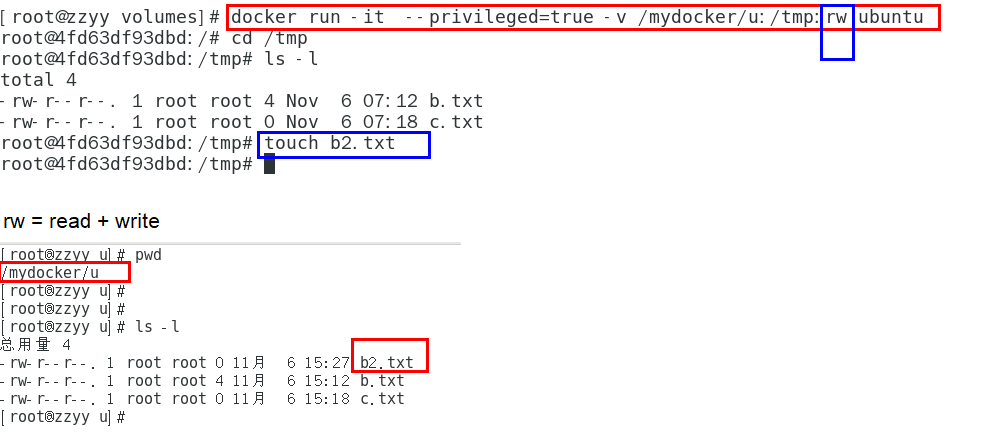 [root@zzyy volumes]# docker run -it --privileged=true -v /mydocker/u:/tmp:rw ubuntu
root@4fd63df93dbd:/# cd /tmp
root@4fd63df93dbd:/tmp# ls -l
total 4
-rw-r--r--. 1 root root 4 Nov  6 07:12 b.txt
-rw-r--r--. 1 root root 0 Nov  6 07:18 c.txt
root@4fd63df93dbd:/tmp# touch b2.txt
root@4fd63df93dbd:/tmp#
rw = read + write
[root@zzyy u]# pwd
/mydocker/u
[root@zzyy u]#
[root@zzyy u]#
[root@zzyy u]# ls -l
总用量 4
-rw-r--r--. 1 root root 0 11月  6 15:27 b2.txt
-rw-r--r--. 1 root root 4 11月  6 15:12 b.txt
-rw-r--r--. 1 root root 0 11月  6 15:18 c.txt
[root@zzyy u]#